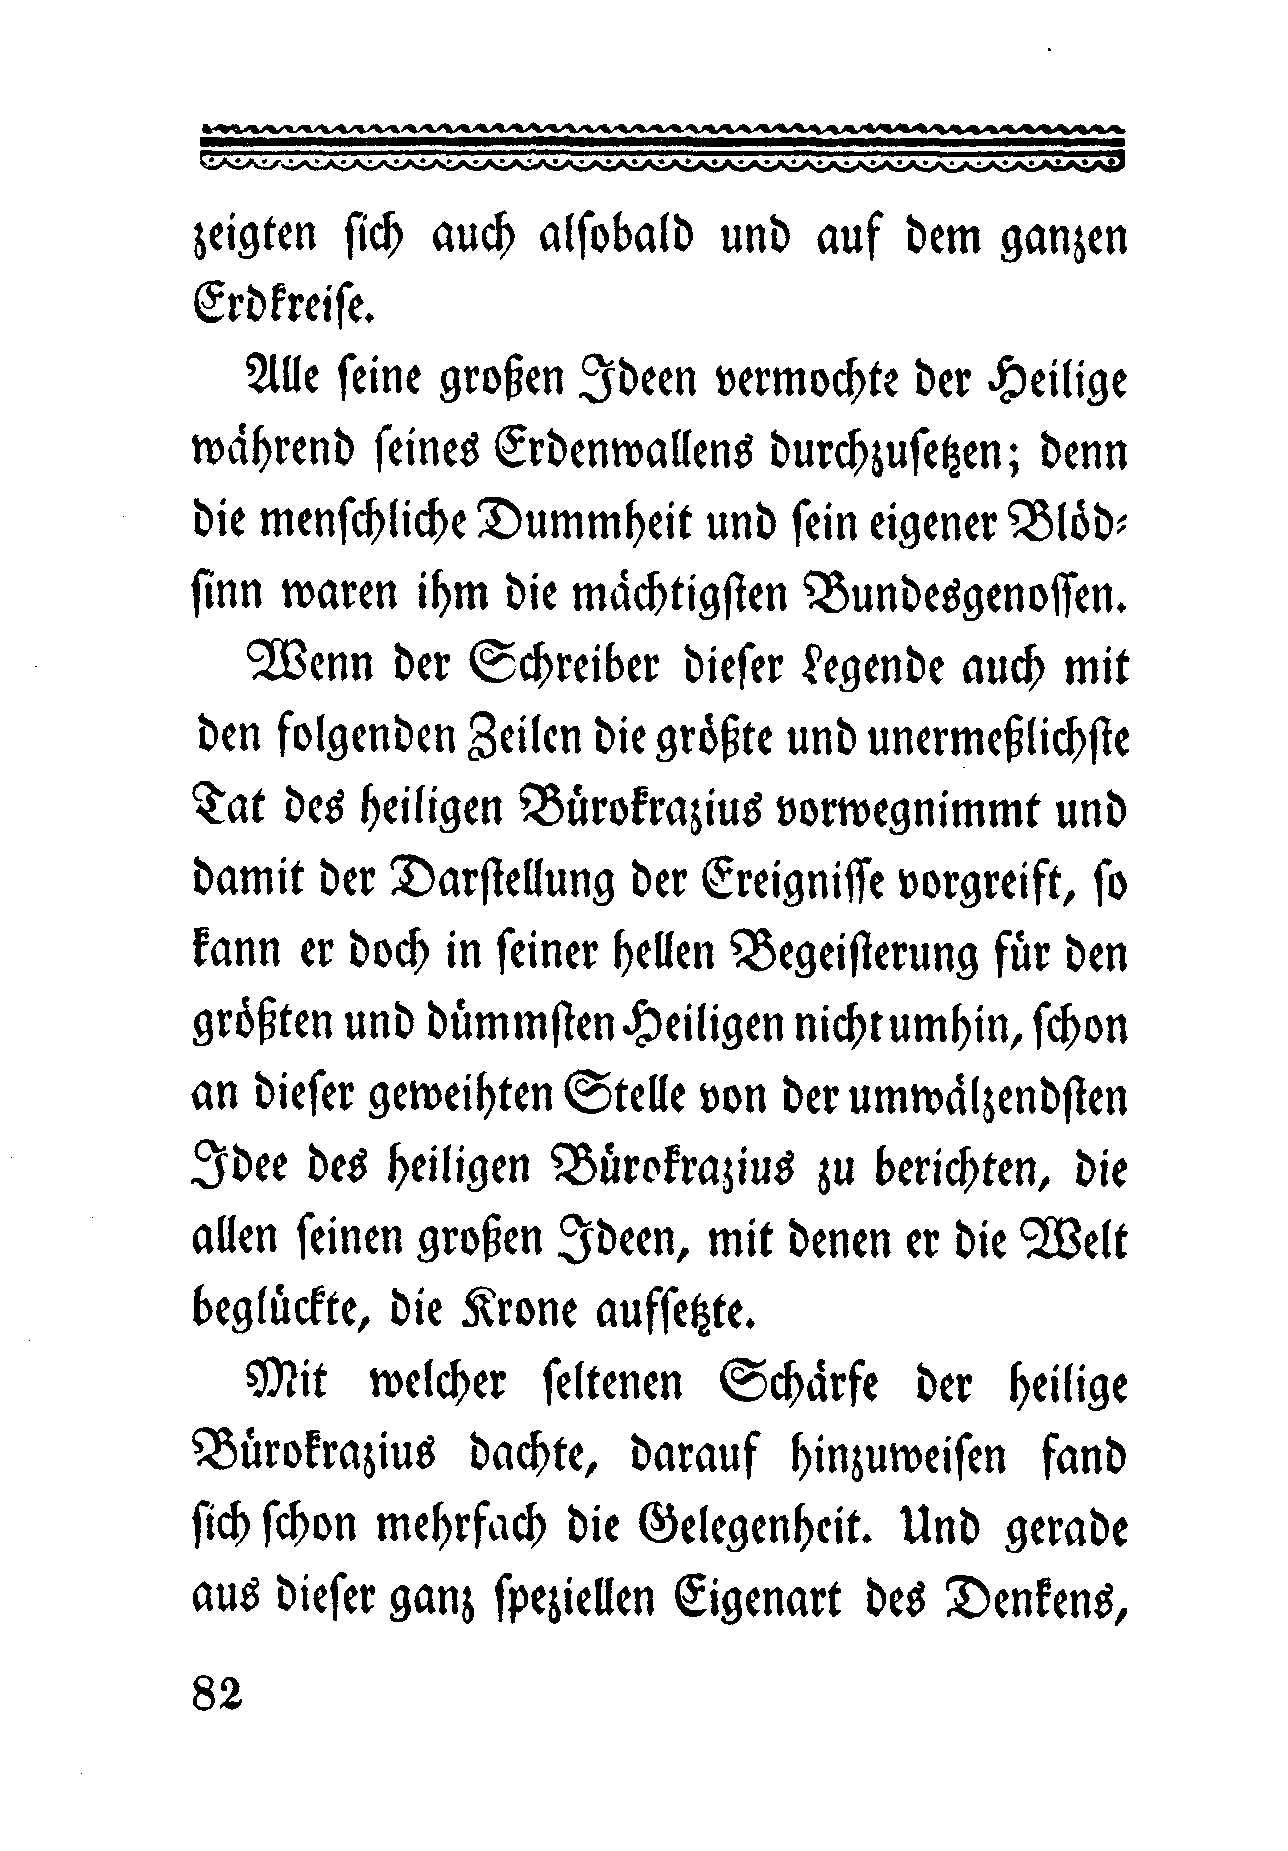 zeigten sich auch alsobald und auf dem ganzen
Erdkreise.
Alle seine großen Ideen vermochte der Heilige
während seines Erdenwallens durchzusetzen; denn
die menschliche Dummheit und sein eigener Blöd-
sinn waren ihm die mächtigsten Bundesgenossen.
Wenn der Schreiber dieser Legende auch mit
den folgenden Zeilen die größte und unermeßlichste
Tat des heiligen Bürokrazius vorwegnimmt und
damit der Darstellung der Ereignisse vorgreift, so
kann er doch in seiner hellen Begeisterung für den
größten und dümmsten Heiligen nicht umhin, schon
an dieser geweihten Stelle von der umwälzendsten
Idee des heiligen Bürokrazius zu berichten, die
allen seinen großen Ideen, mit denen er die Welt
beglückte, die Krone aufsetzte.
Mit welcher seltenen Schärfe der heilige
Bürokrazius dachte, darauf hinzuweisen fand
sich schon mehrfach die Gelegenheit. Und gerade
aus dieser ganz speziellen Eigenart des Denkens,
82